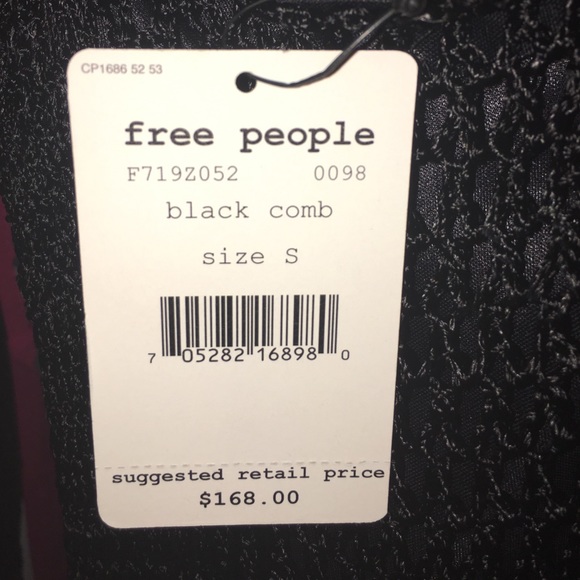 CP1686 52 53
free people
F719Z052 0098
black comb
size S
7 05282 16898 0
suggested retail price
$168.00